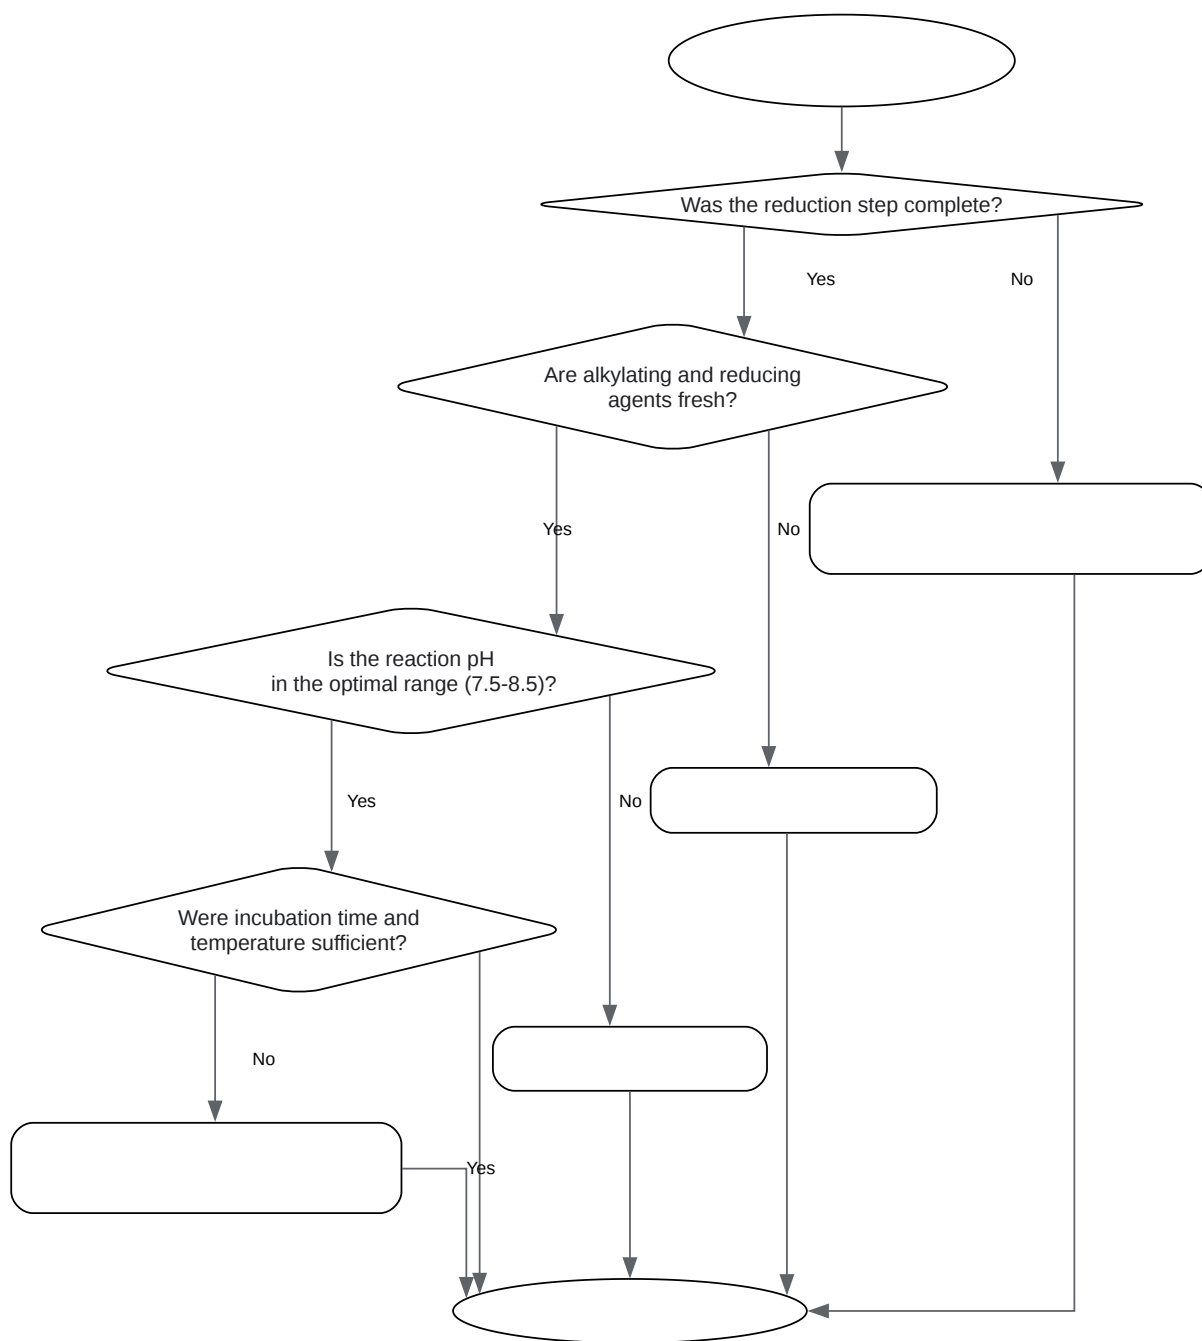 Was the reduction step complete?
Yes
No
Are alkylating and reducing
agents fresh?
Yes
No
Is the reaction pH
in the optimal range (7.5-8.5)?
Yes
No
Were incubation time and
temperature sufficient?
No
Yes